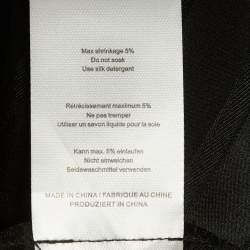 Max shrinkage 5%
Do not soak
Use silk detergent
Rétrécissement maximum 5%
Ne pas tremper
Utiliser un savon liquide pour la soie
Kann max. 5% einlaufen
Nicht einweichen
Seidewaschmittel verwenden
MADE IN CHINA / FABRIQUE AU CHINE
PRODUZIERT IN CHINA